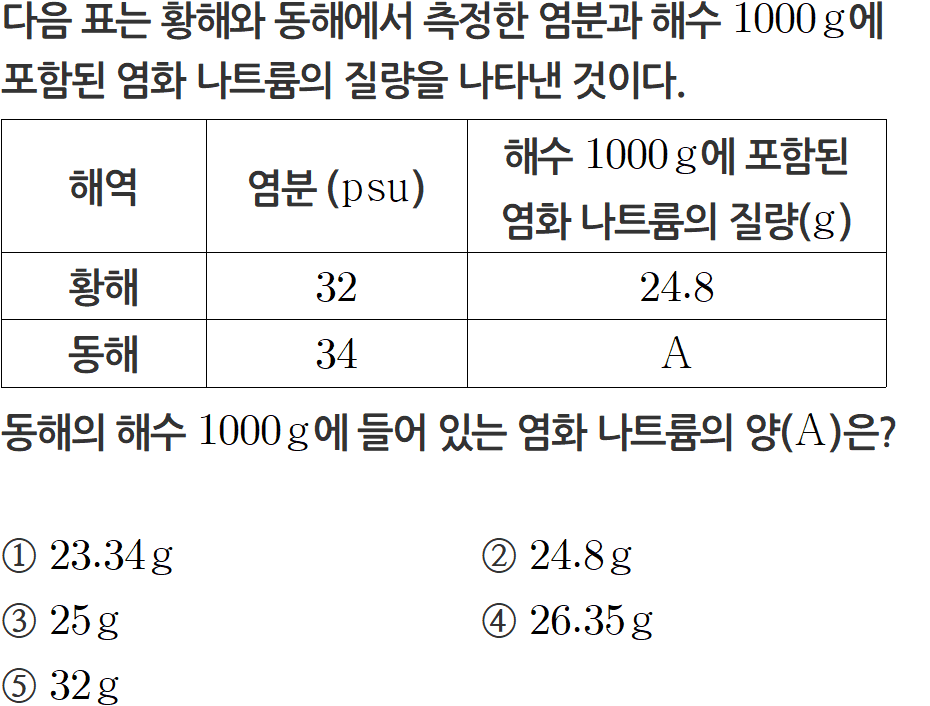 다음 표는 황해와 동해에서 측정한 염분과 해수 1000 g에
포함된 염화 나트륨의 질량을 나타낸 것이다.
해역 염분 (psu) 해수 1000 g에 포함된
염화 나트륨의 질량(g)
황해 32 24.8
동해 34 A
동해의 해수 1000 g에 들어 있는 염화 나트륨의 양(A)은?
① 23.34 g ② 24.8 g
③ 25 g ④ 26.35 g
⑤ 32 g